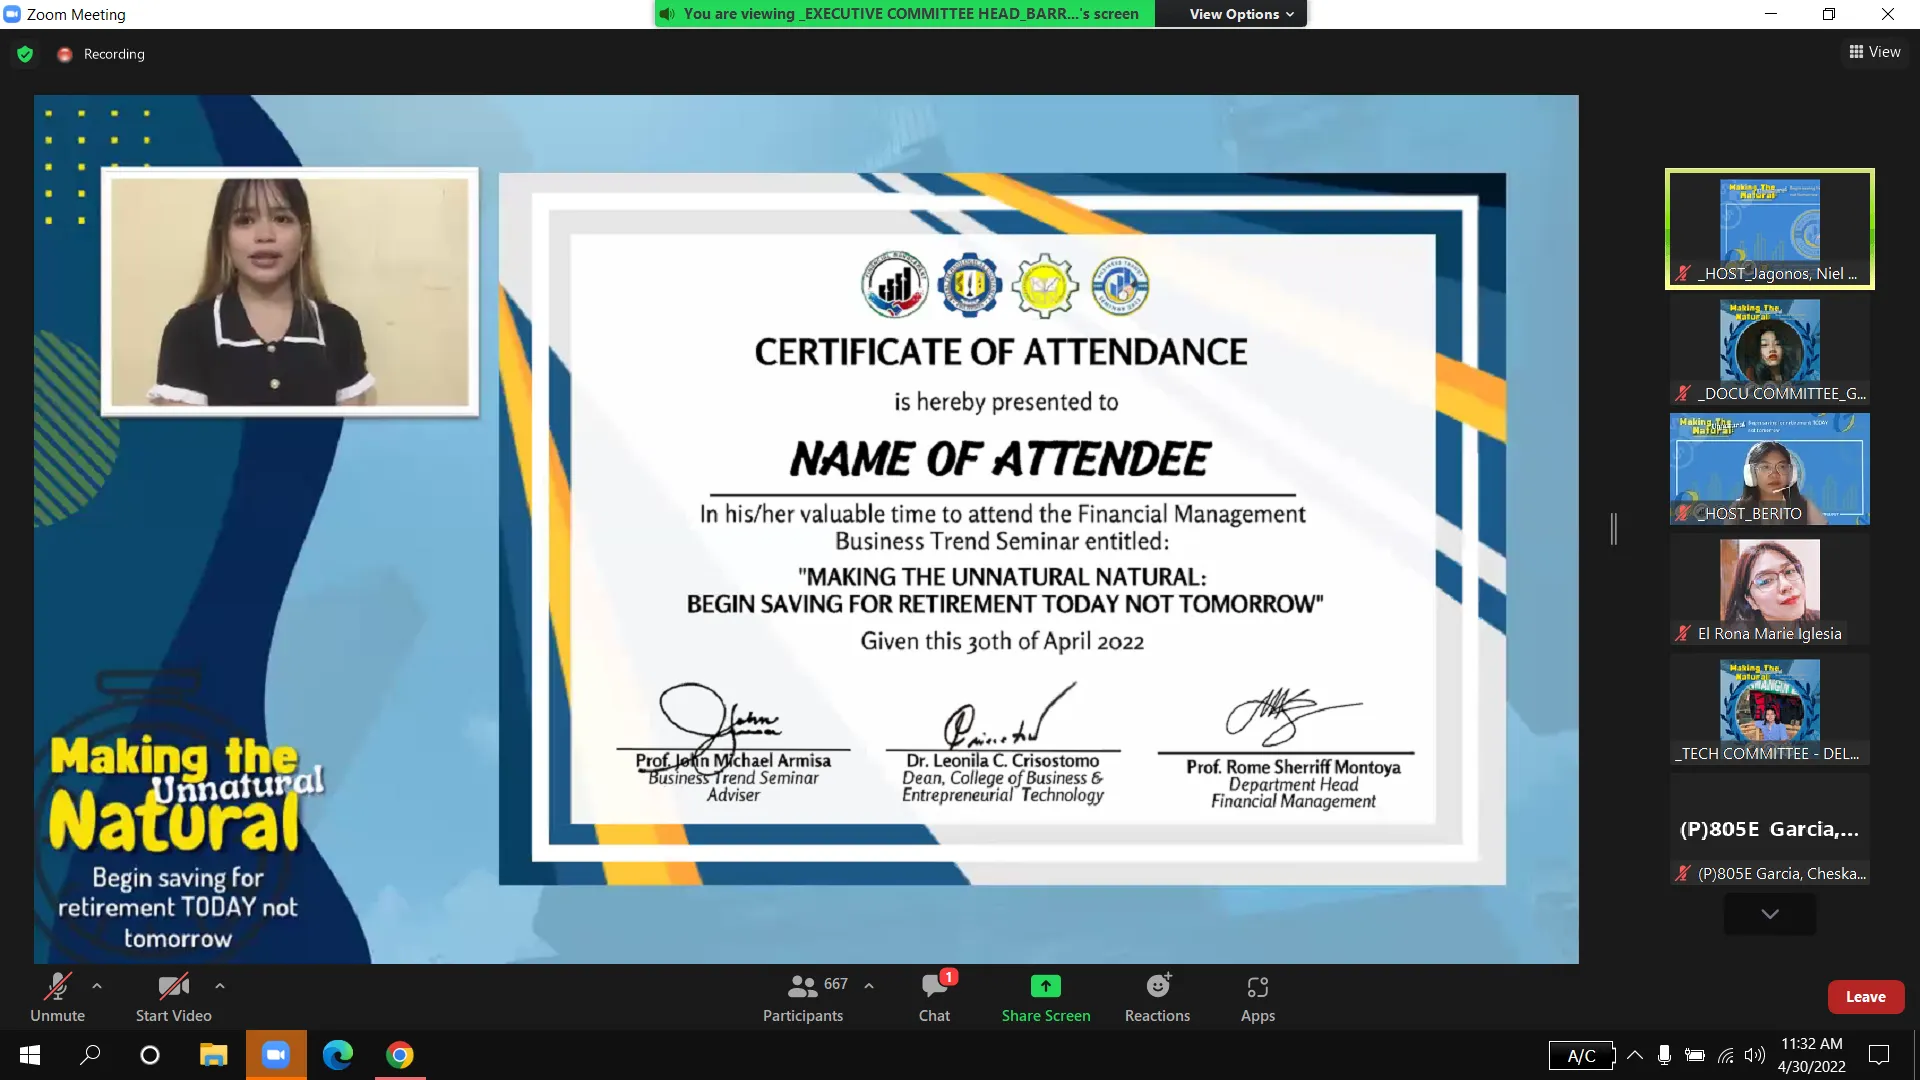 Zoom Meeting
You are viewing _EXECUTIVE COMMITTEE HEAD_BARR...'s screen
View Options
Recording
View
CERTIFICATE OF ATTENDANCE
is hereby presented to
NAME OF ATTENDEE
In his/her valuable time to attend the Financial Management
Business Trend Seminar entitled:
"MAKING THE UNNATURAL NATURAL:
BEGIN SAVING FOR RETIREMENT TODAY NOT TOMORROW"
Given this 30th of April 2022
Prof. John Michael Armisa
Business Trend Seminar
Adviser
Dr. Leonila C. Crisostomo
Dean, College of Business &
Entrepreneurial Technology
Prof. Rome Sherriff Montoya
Department Head
Financial Management
Making the
Unnatural
Natural
Begin saving for
retirement TODAY not
tomorrow
_HOST_Jagonos, Niel ...
_DOCU COMMITTEE_G...
_HOST_BERITO
El Rona Marie Iglesia
_TECH COMMITTEE - DEL...
(P)805E Garcia,...
(P)805E Garcia, Cheska...
Unmute
Start Video
667
Participants
1
Chat
Share Screen
Reactions
Apps
Leave
A/C
11:32 AM
4/30/2022